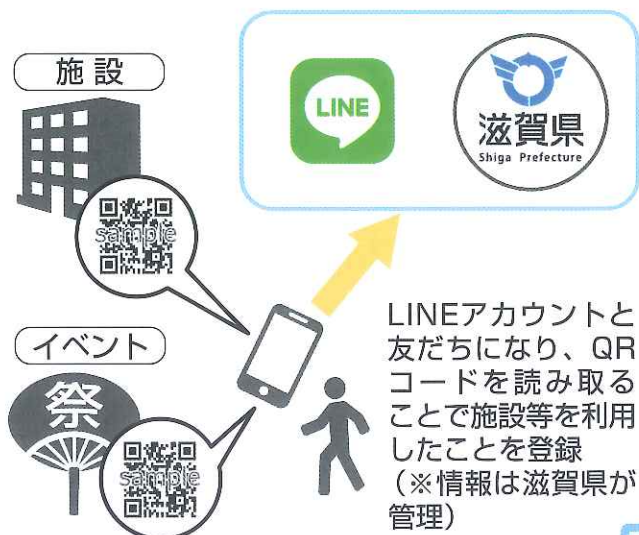 施設
LINE
滋賀県
Shiga Prefecture
sample
イベント
祭
sample
LINEアカウントと
友だちになり、QR
コードを読み取る
ことで施設等を利用
したことを登録
（※情報は滋賀県が
管理）